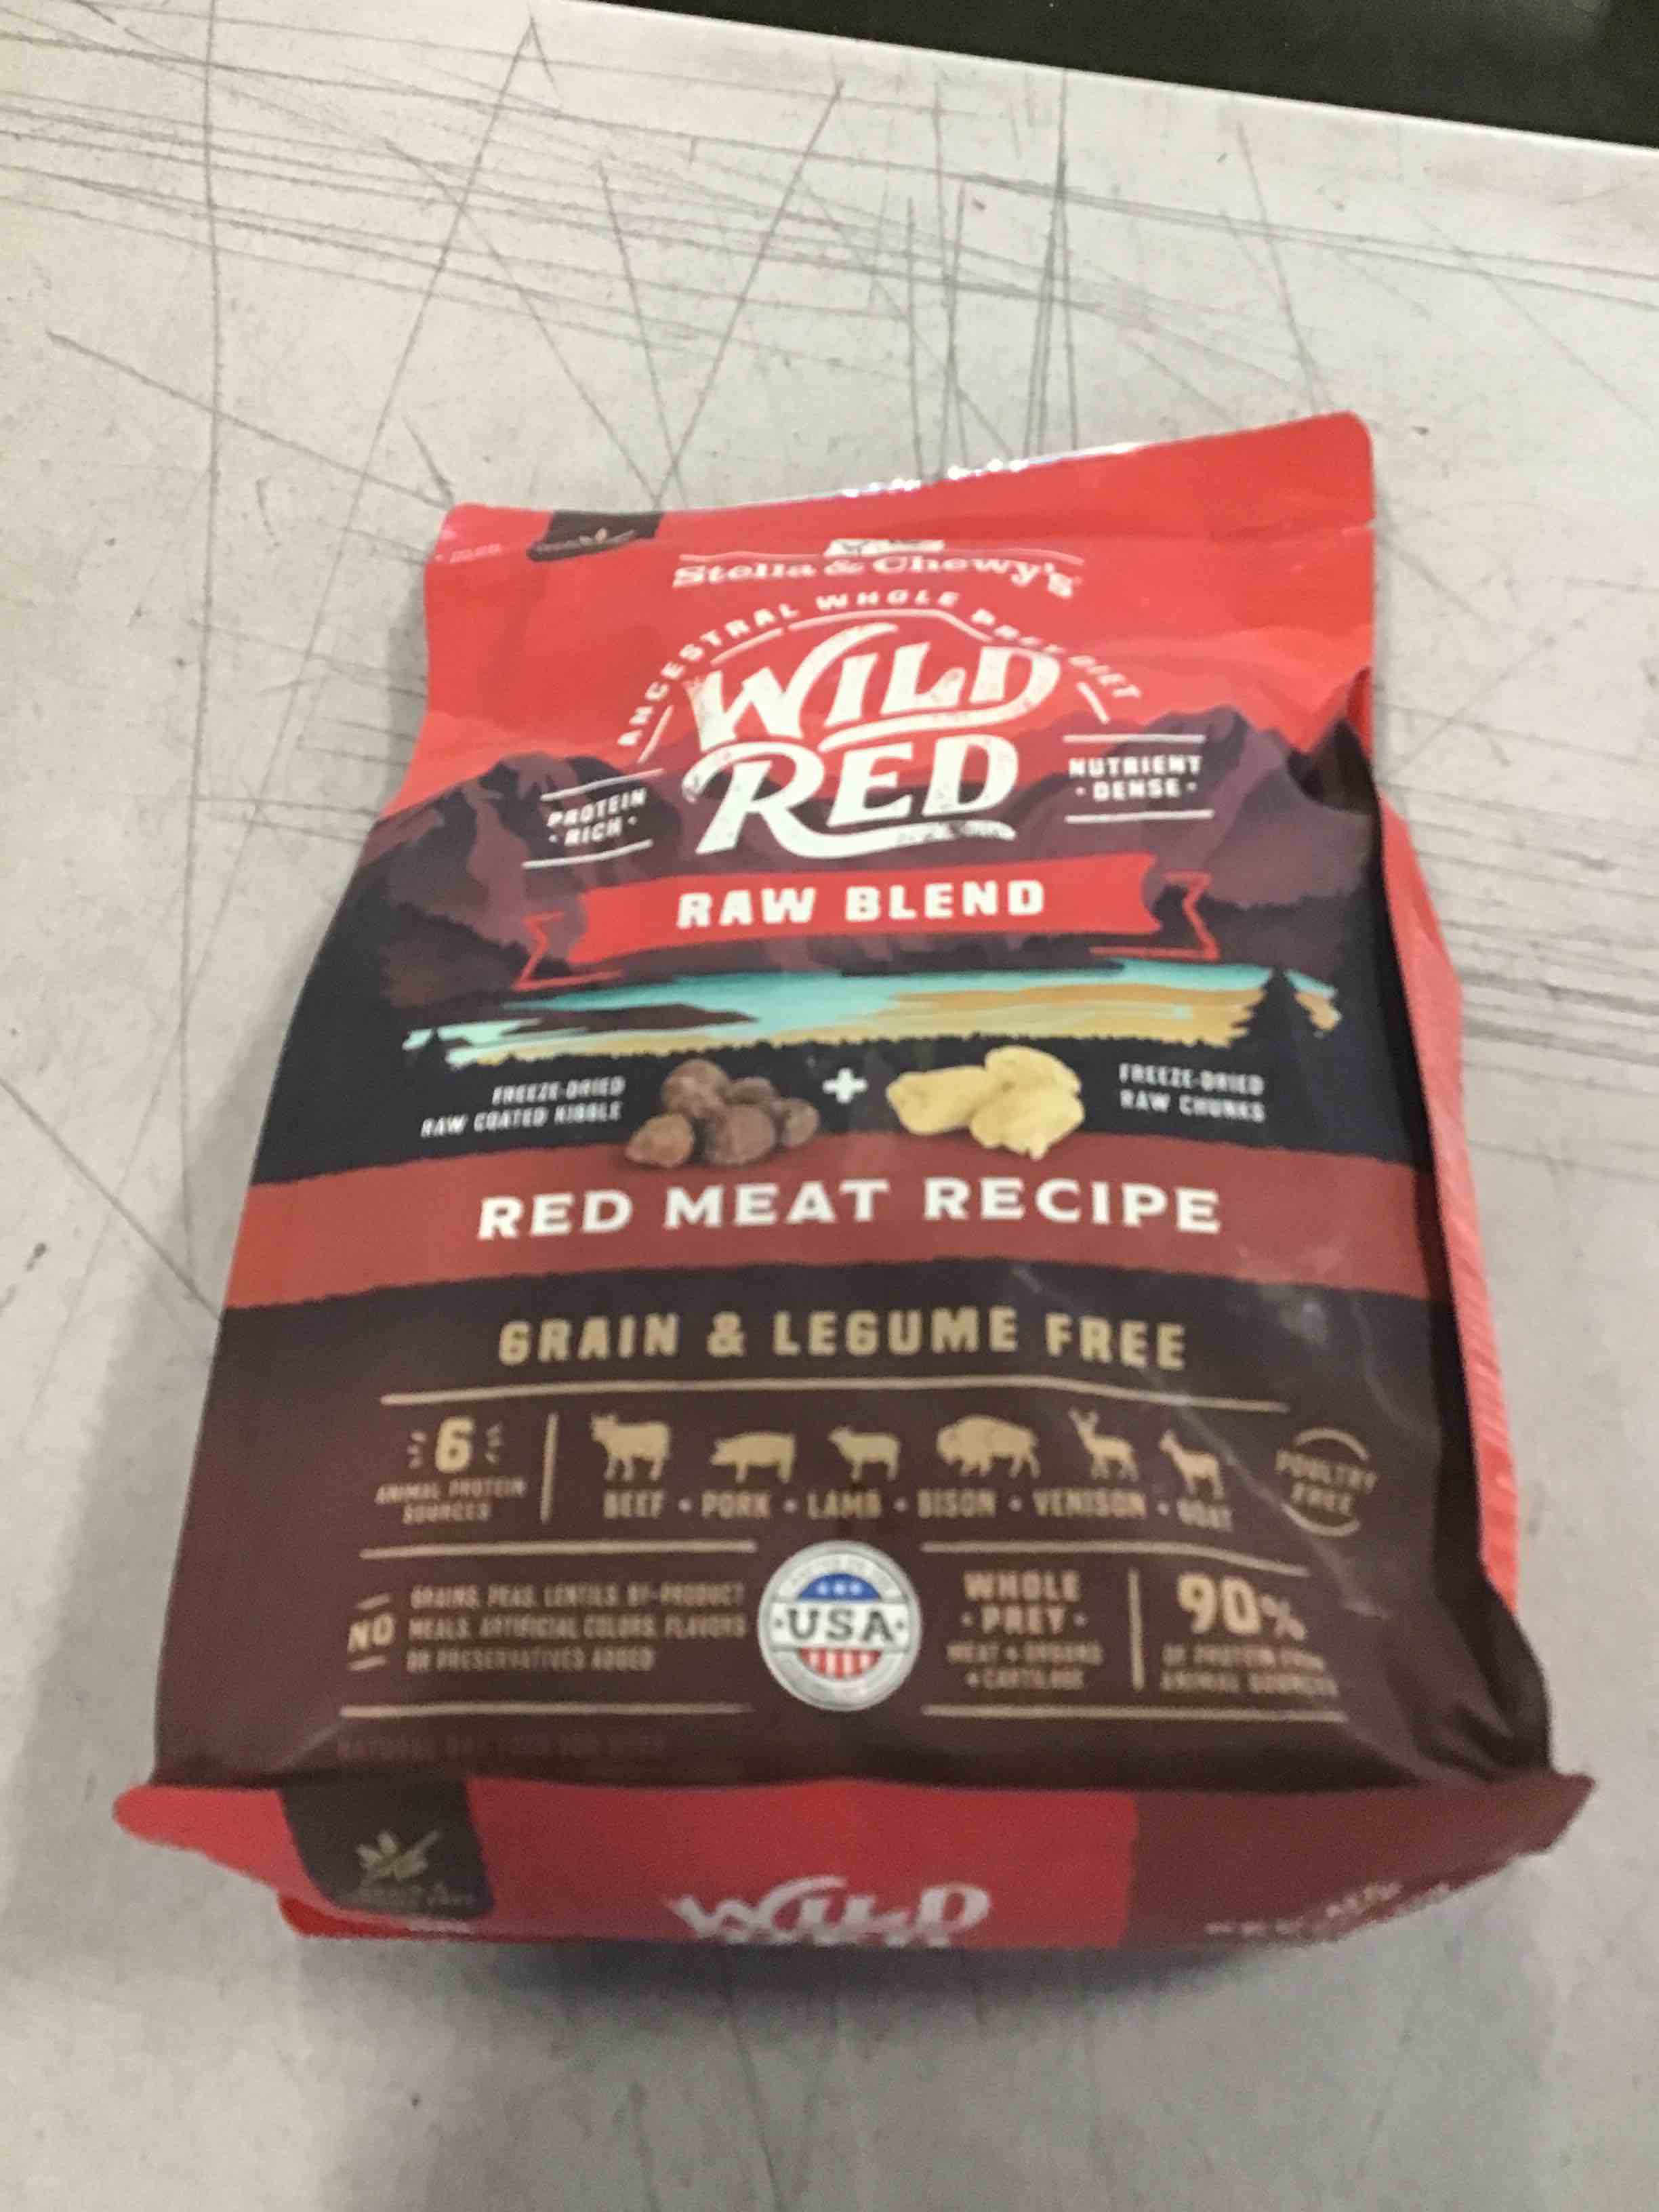 Stella & Chewy's
ANCESTRAL WHOLE PREY DIET
WILD
RED
PROTEIN
• RICH •
NUTRIENT
• DENSE •
RAW BLEND
FREEZE-DRIED
RAW COATED KIBBLE
+
FREEZE-DRIED
RAW CHUNKS
RED MEAT RECIPE
GRAIN & LEGUME FREE
6
ANIMAL PROTEIN
SOURCES
BEEF • PORK • LAMB • BISON • VENISON • GOAT
POULTRY
FREE
NO
GRAINS, PEAS, LENTILS, BY-PRODUCT
MEALS, ARTIFICIAL COLORS, FLAVORS
OR PRESERVATIVES ADDED
• USA •
WHOLE
• PREY •
MEAT + ORGANS
+ CARTILAGE
90%
OF PROTEIN FROM
ANIMAL SOURCES
WILD